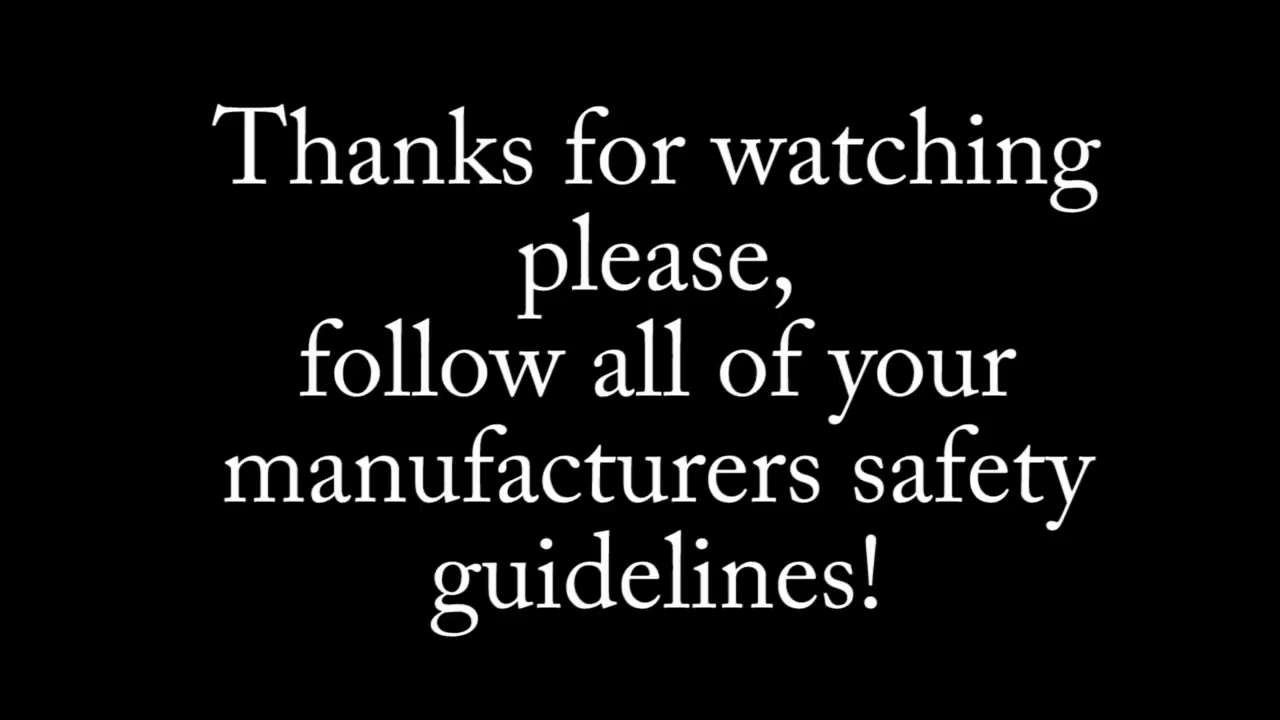 Thanks for watching
please,
follow all of your
manufacturers safety
guidelines!